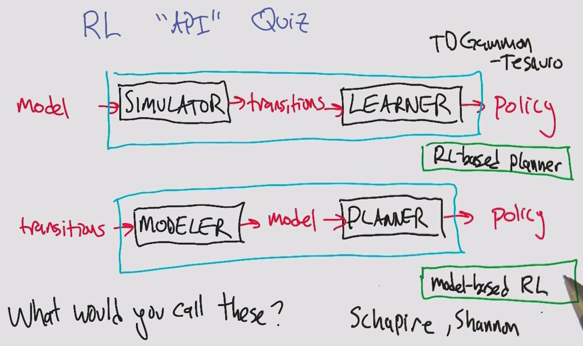 RL "API" Quiz
TDGammon
-Tesauro
model → SIMULATOR → transitions → LEARNER → policy
RL-based planner
transitions → MODELER → model → PLANNER → policy
model-based RL
What would you call these?
Schapire, Shannon